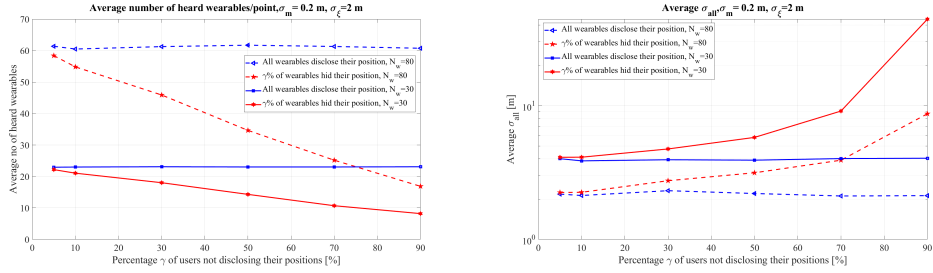 Average number of heard wearables/point,σm = 0.2 m, σξ=2 m
70
60
50
40
30
20
10
0
Average no of heard wearables
All wearables disclose their position, Nw=80
γ% of wearables hid their position, Nw=80
All wearables disclose their position, Nw=30
γ% of wearables hid their position, Nw=30
0 10 20 30 40 50 60 70 80 90
Percentage γ of users not disclosing their positions [%]
Average σall,σm = 0.2 m, σξ=2 m
All wearables disclose their position, Nw=80
γ% of wearables hid their position, Nw=80
All wearables disclose their position, Nw=30
γ% of wearables hid their position, Nw=30
10^1
10^0
Average σall [m]
0 10 20 30 40 50 60 70 80 90
Percentage γ of users not disclosing their positions [%]